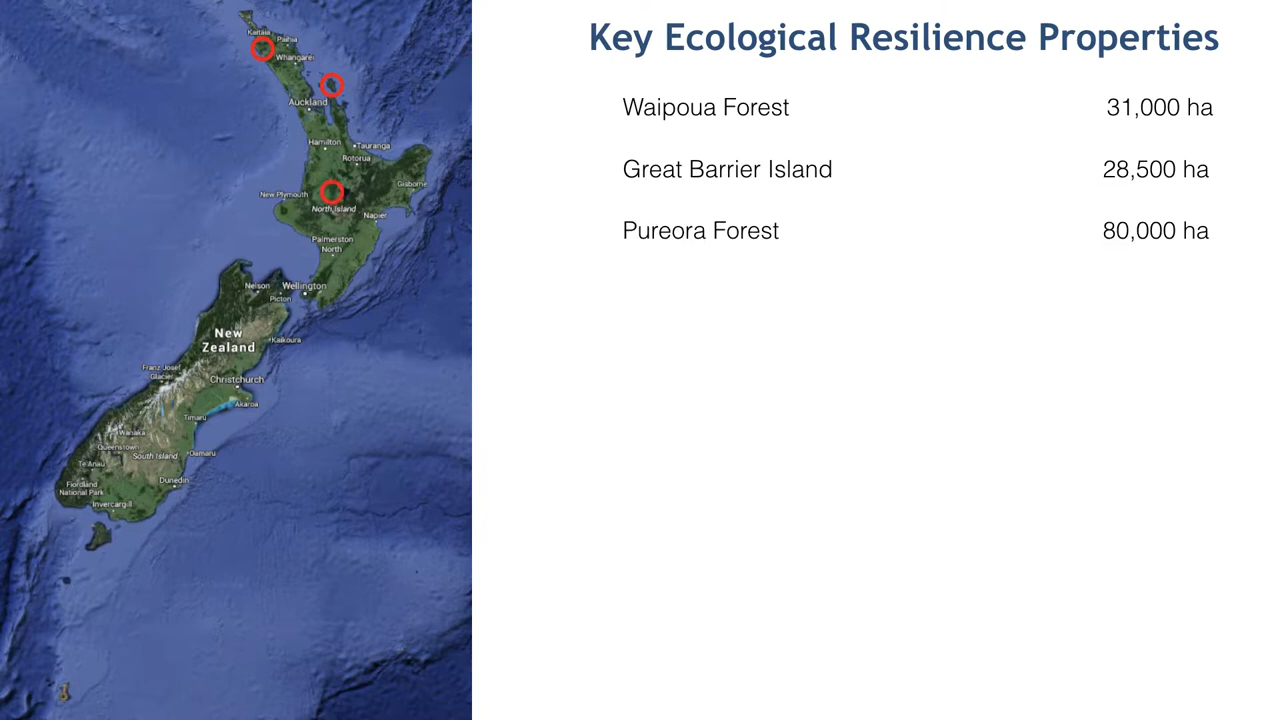 Key Ecological Resilience Properties
Waipoua Forest 31,000 ha
Great Barrier Island 28,500 ha
Pureora Forest 80,000 ha
Kaitaia
Paihia
Whangarei
Auckland
Hamilton
Tauranga
Rotorua
Gisborne
New Plymouth
North Island
Napier
Palmerston
North
Nelson
Wellington
Picton
New
Zealand
Kaikoura
Franz Josef
Glacier
Christchurch
Akaroa
Timaru
Wanaka
Queenstown
South Island
Oamaru
Te Anau
Dunedin
Fiordland
National Park
Invercargill